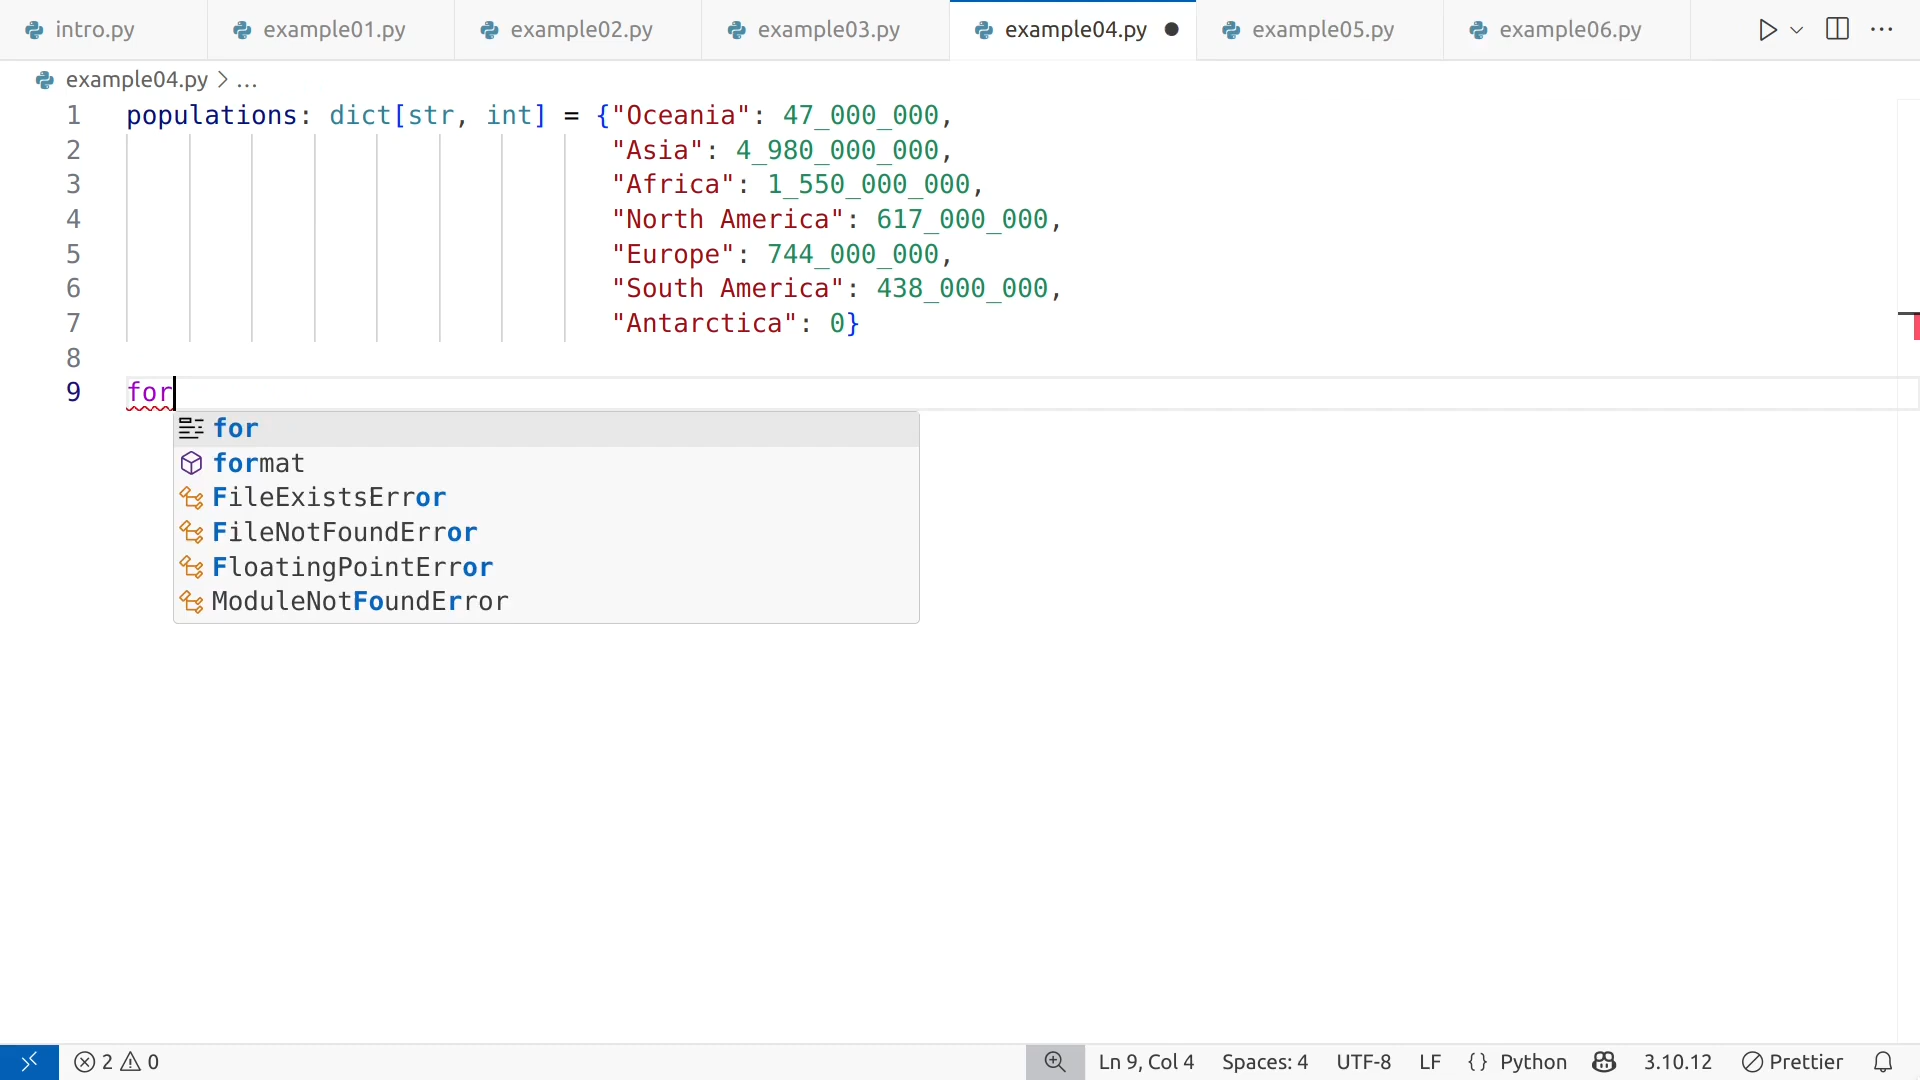 intro.py example01.py example02.py example03.py example04.py example05.py example06.py
example04.py > ...
1 populations: dict[str, int] = {"Oceania": 47_000_000,
2 "Asia": 4_980_000_000,
3 "Africa": 1_550_000_000,
4 "North America": 617_000_000,
5 "Europe": 744_000_000,
6 "South America": 438_000_000,
7 "Antarctica": 0}
8
9 for
for
format
FileExistsError
FileNotFoundError
FloatingPointError
ModuleNotFoundError
2 0 Ln 9, Col 4 Spaces: 4 UTF-8 LF {} Python 3.10.12 Prettier